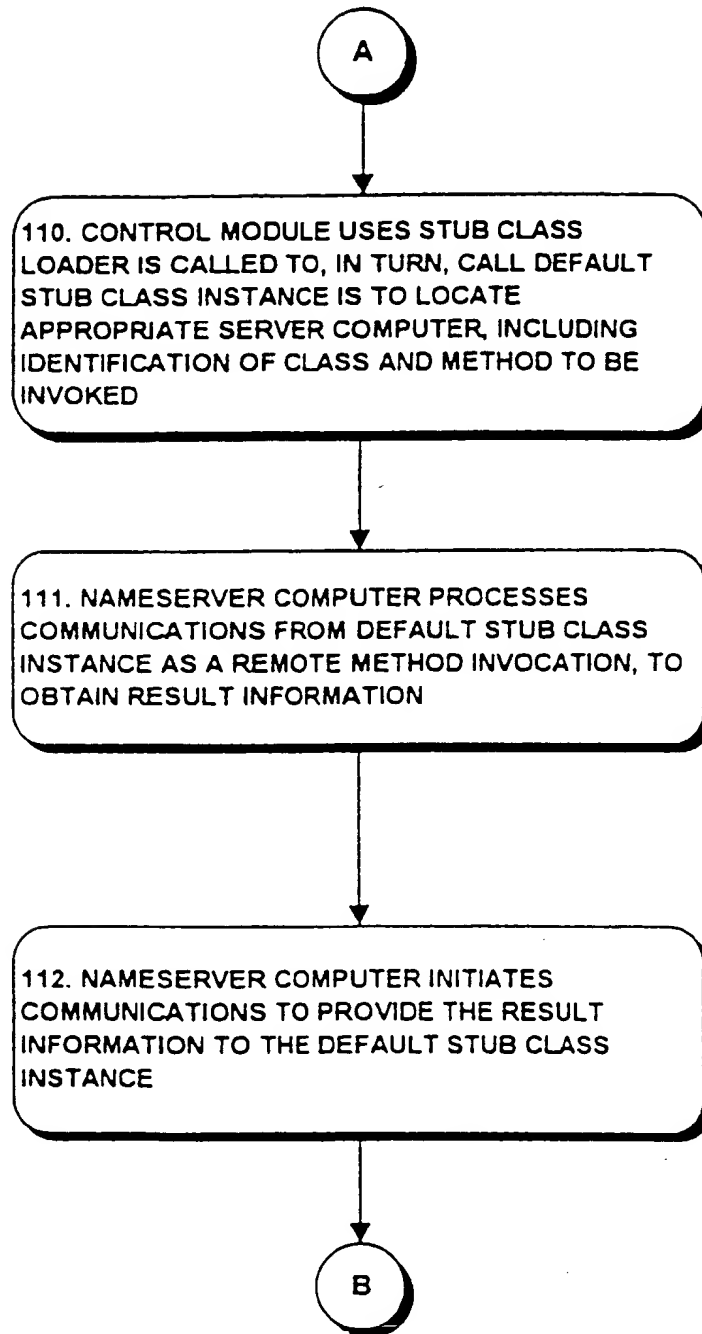 A
110. CONTROL MODULE USES STUB CLASS
LOADER IS CALLED TO, IN TURN, CALL DEFAULT
STUB CLASS INSTANCE IS TO LOCATE
APPROPRIATE SERVER COMPUTER, INCLUDING
IDENTIFICATION OF CLASS AND METHOD TO BE
INVOKED
111. NAMESERVER COMPUTER PROCESSES
COMMUNICATIONS FROM DEFAULT STUB CLASS
INSTANCE AS A REMOTE METHOD INVOCATION, TO
OBTAIN RESULT INFORMATION
112. NAMESERVER COMPUTER INITIATES
COMMUNICATIONS TO PROVIDE THE RESULT
INFORMATION TO THE DEFAULT STUB CLASS
INSTANCE
B